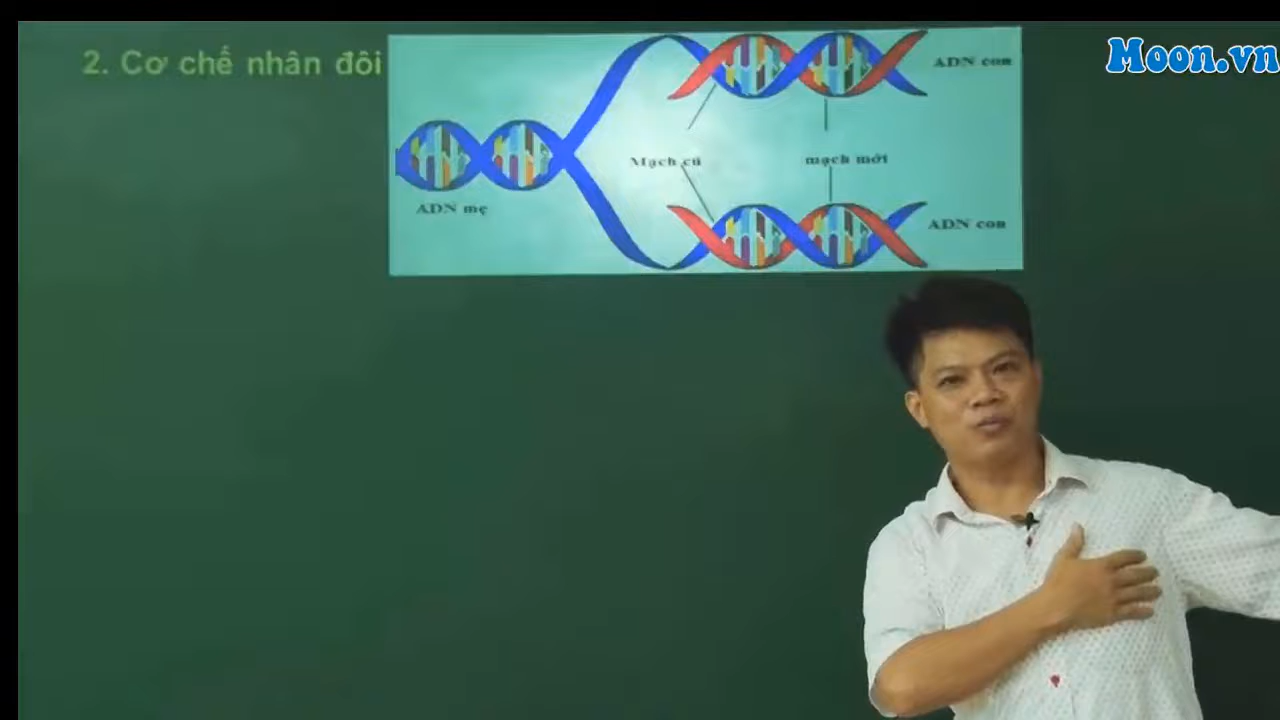 2. Cơ chế nhân đôi
Moon.vn
ADN con
Mạch cũ
mạch mới
ADN mẹ
ADN con